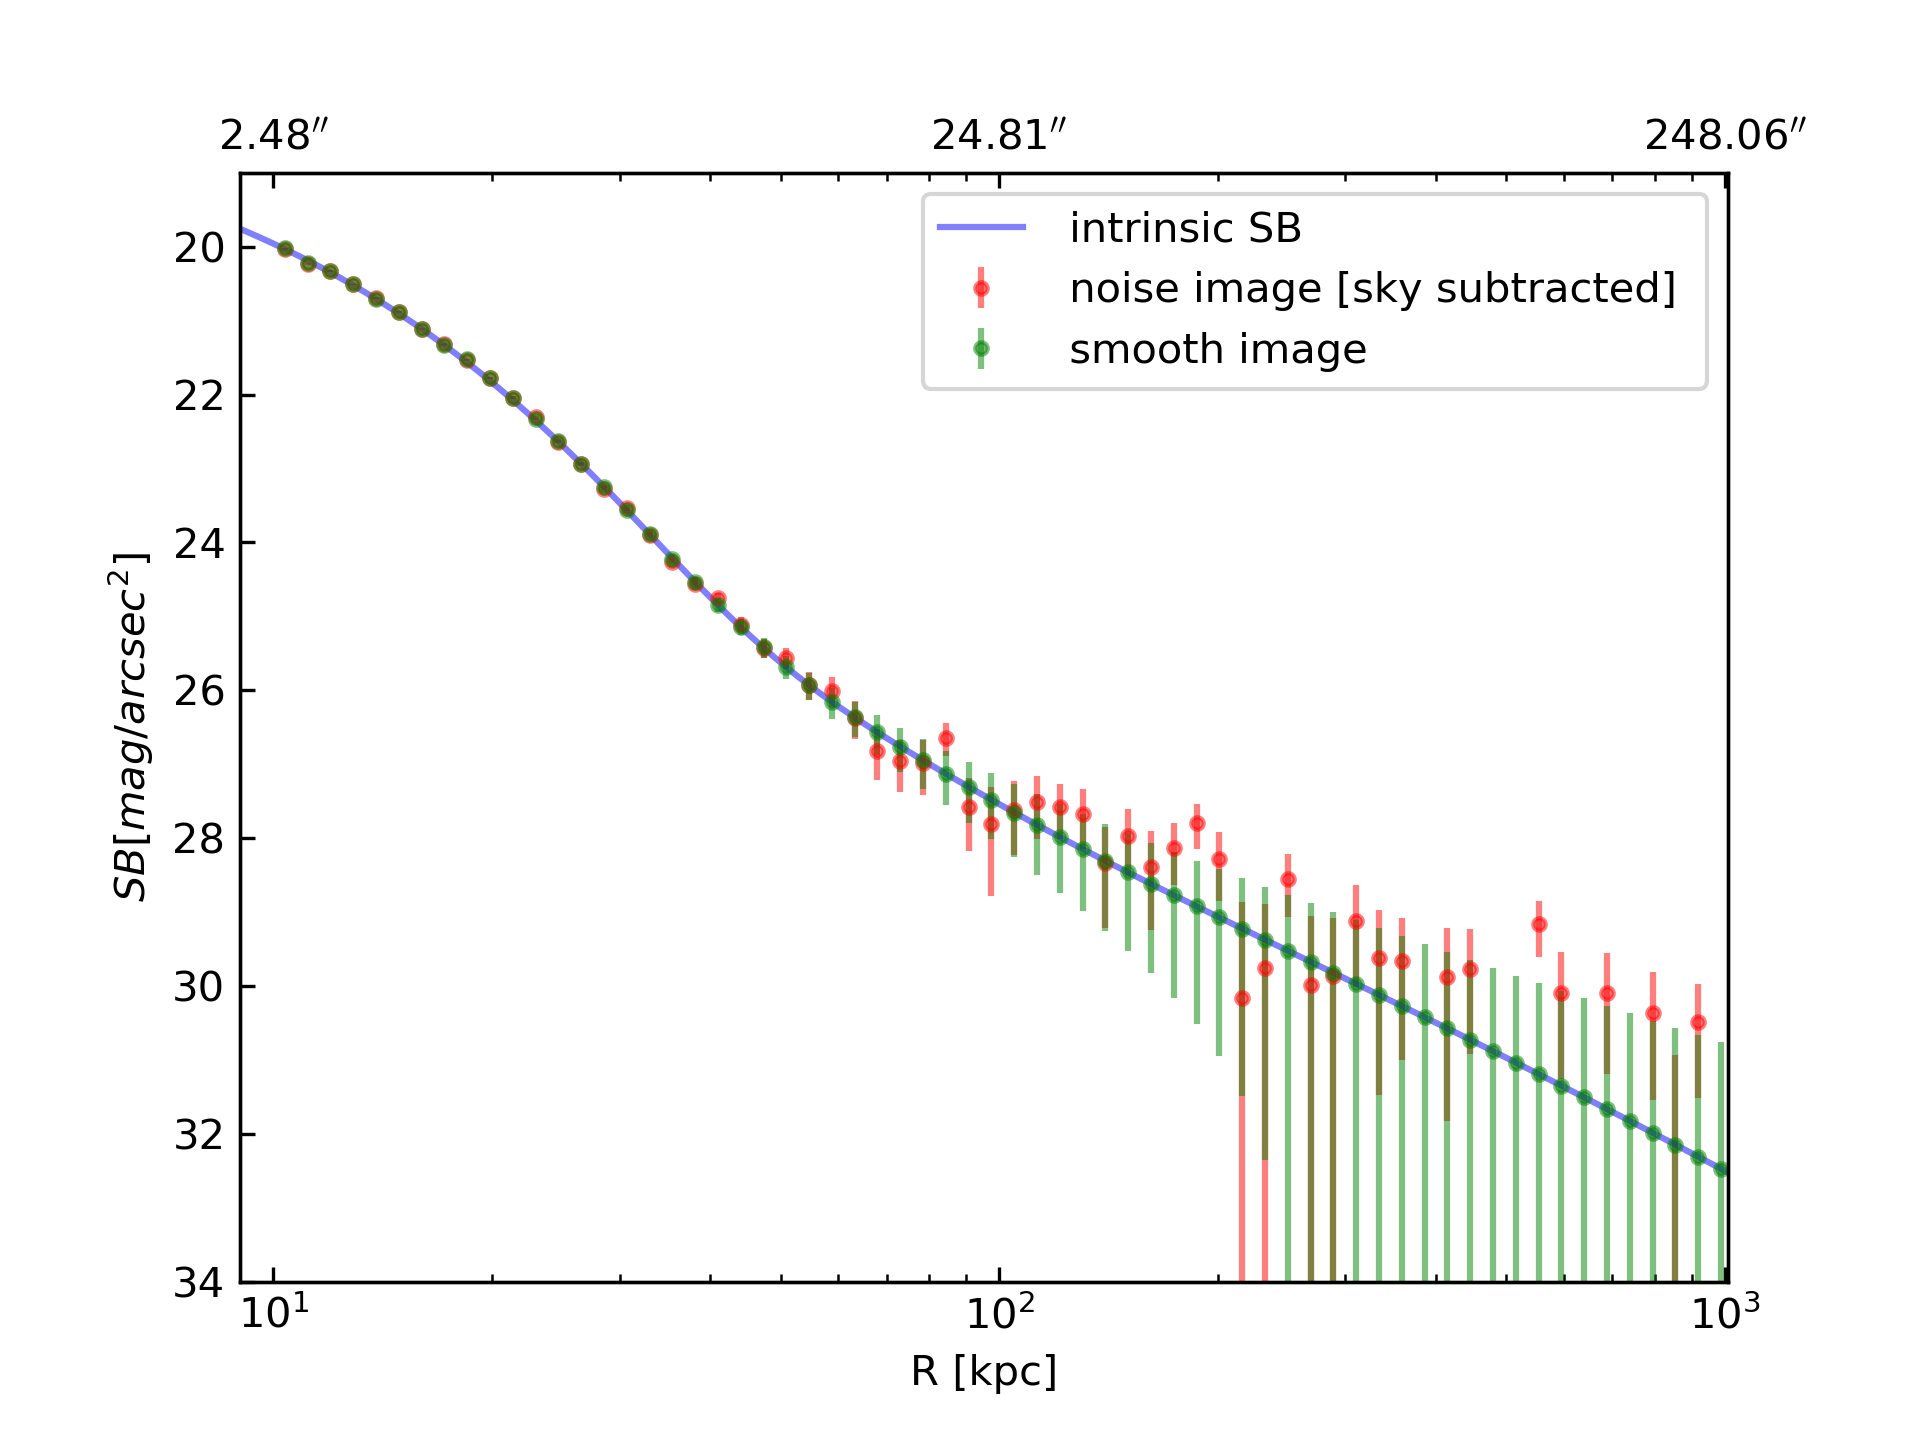 2.48″ 24.81″ 248.06″
intrinsic SB
noise image [sky subtracted]
smooth image
SB[mag/arcsec²]
20
22
24
26
28
30
32
34
10¹ 10² 10³
R [kpc]